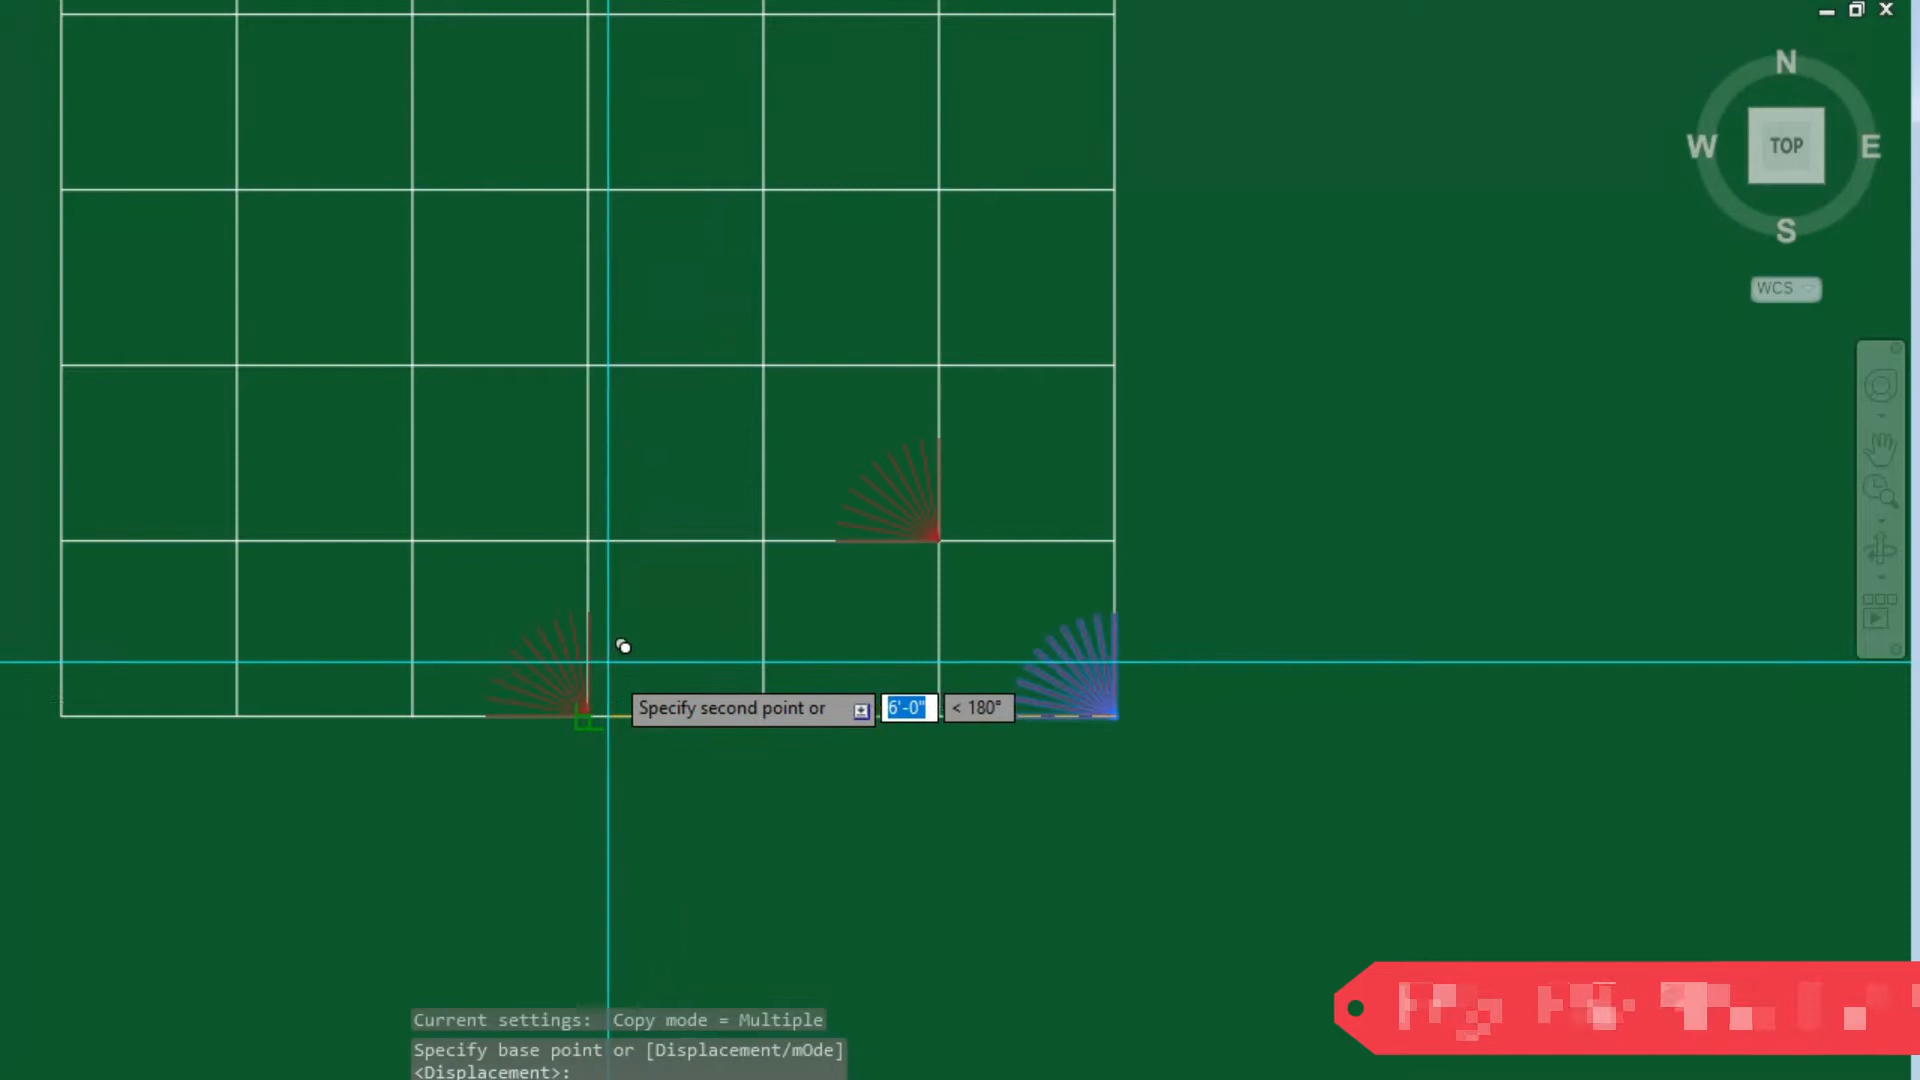 N
W TOP E
S
WCS
Specify second point or 6'-0" < 180°
Current settings: Copy mode = Multiple
Specify base point or [Displacement/mOde]
<Displacement>: